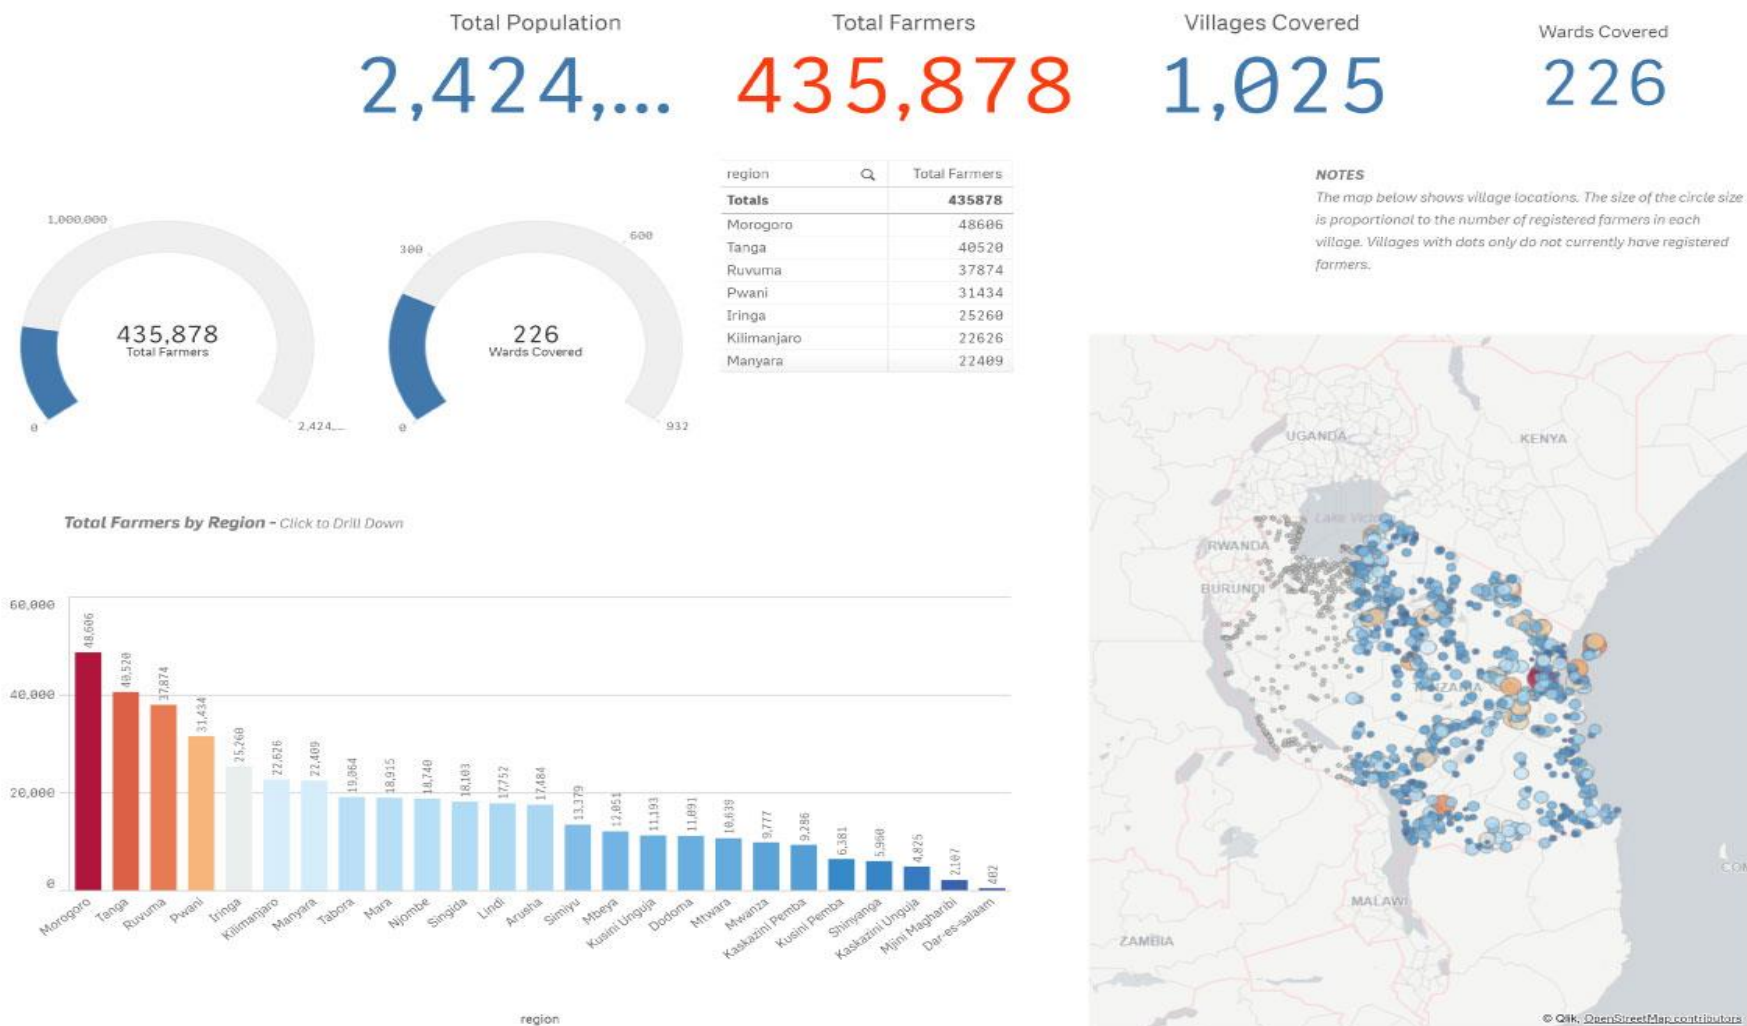 Total Population
2,424,...
Total Farmers
435,878
Villages Covered
1,025
Wards Covered
226
1,000,000
435,878
Total Farmers
0
2,424,...
300
600
226
Wards Covered
0
932
region Total Farmers
Totals 435878
Morogoro 48606
Tanga 40520
Ruvuma 37874
Pwani 31434
Iringa 25260
Kilimanjaro 22626
Manyara 22409
NOTES
The map below shows village locations. The size of the circle size
is proportional to the number of registered farmers in each
village. Villages with dots only do not currently have registered
farmers.
Total Farmers by Region - Click to Drill Down
60,000
40,000
20,000
0
48,606
40,520
37,874
31,434
25,260
22,626
22,409
19,064
18,915
18,740
18,103
17,752
17,484
13,379
12,051
11,193
11,091
10,639
9,777
9,286
6,381
5,960
4,825
2,107
402
Morogoro
Tanga
Ruvuma
Pwani
Iringa
Kilimanjaro
Manyara
Tabora
Mara
Njombe
Singida
Lindi
Arusha
Simiyu
Mbeya
Kusini Unguja
Dodoma
Mtwara
Mwanza
Kaskazini Pemba
Kusini Pemba
Shinyanga
Kaskazini Unguja
Mjini Magharibi
Dar-es-salaam
region
UGANDA
KENYA
Lake
RWANDA
BURUNDI
MALAWI
ZAMBIA
COM
© Qlik, OpenStreetMap contributors